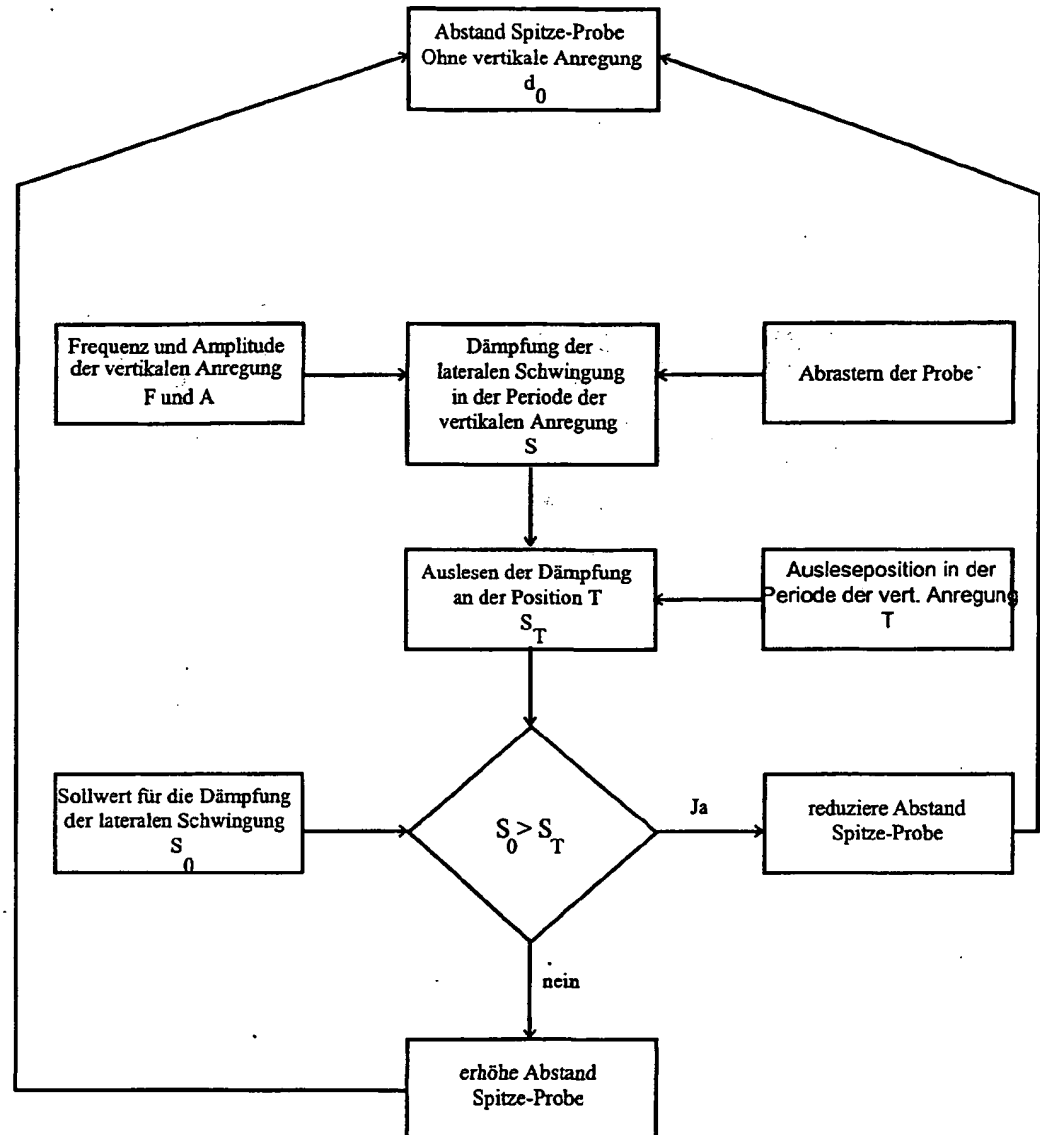 Abstand Spitze-Probe
Ohne vertikale Anregung
d0
Frequenz und Amplitude
der vertikalen Anregung
F und A
Dämpfung der
lateralen Schwingung
in der Periode der
vertikalen Anregung
S
Abrastern der Probe
Auslesen der Dämpfung
an der Position T
S_T
Ausleseposition in der
Periode der vert. Anregung
T
Sollwert für die Dämpfung
der lateralen Schwingung
S0
S0 > S_T
Ja
reduziere Abstand
Spitze-Probe
nein
erhöhe Abstand
Spitze-Probe